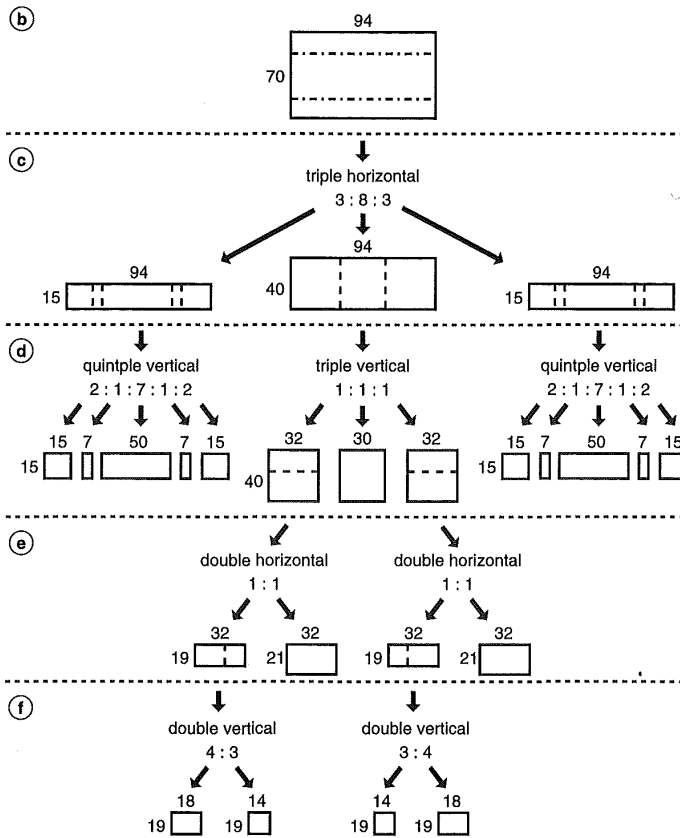 b
94
70
c
triple horizontal
3 : 8 : 3
94
94
94
15
40
15
d
quintple vertical
triple vertical
quintple vertical
2 : 1 : 7 : 1 : 2
1 : 1 : 1
2 : 1 : 7 : 1 : 2
15 7 50 7 15
32 30 32
15 7 50 7 15
15
40
15
e
double horizontal
double horizontal
1 : 1
1 : 1
32
32
32
32
19
21
19
21
f
double vertical
double vertical
4 : 3
3 : 4
18
14
14
18
19
19
19
19